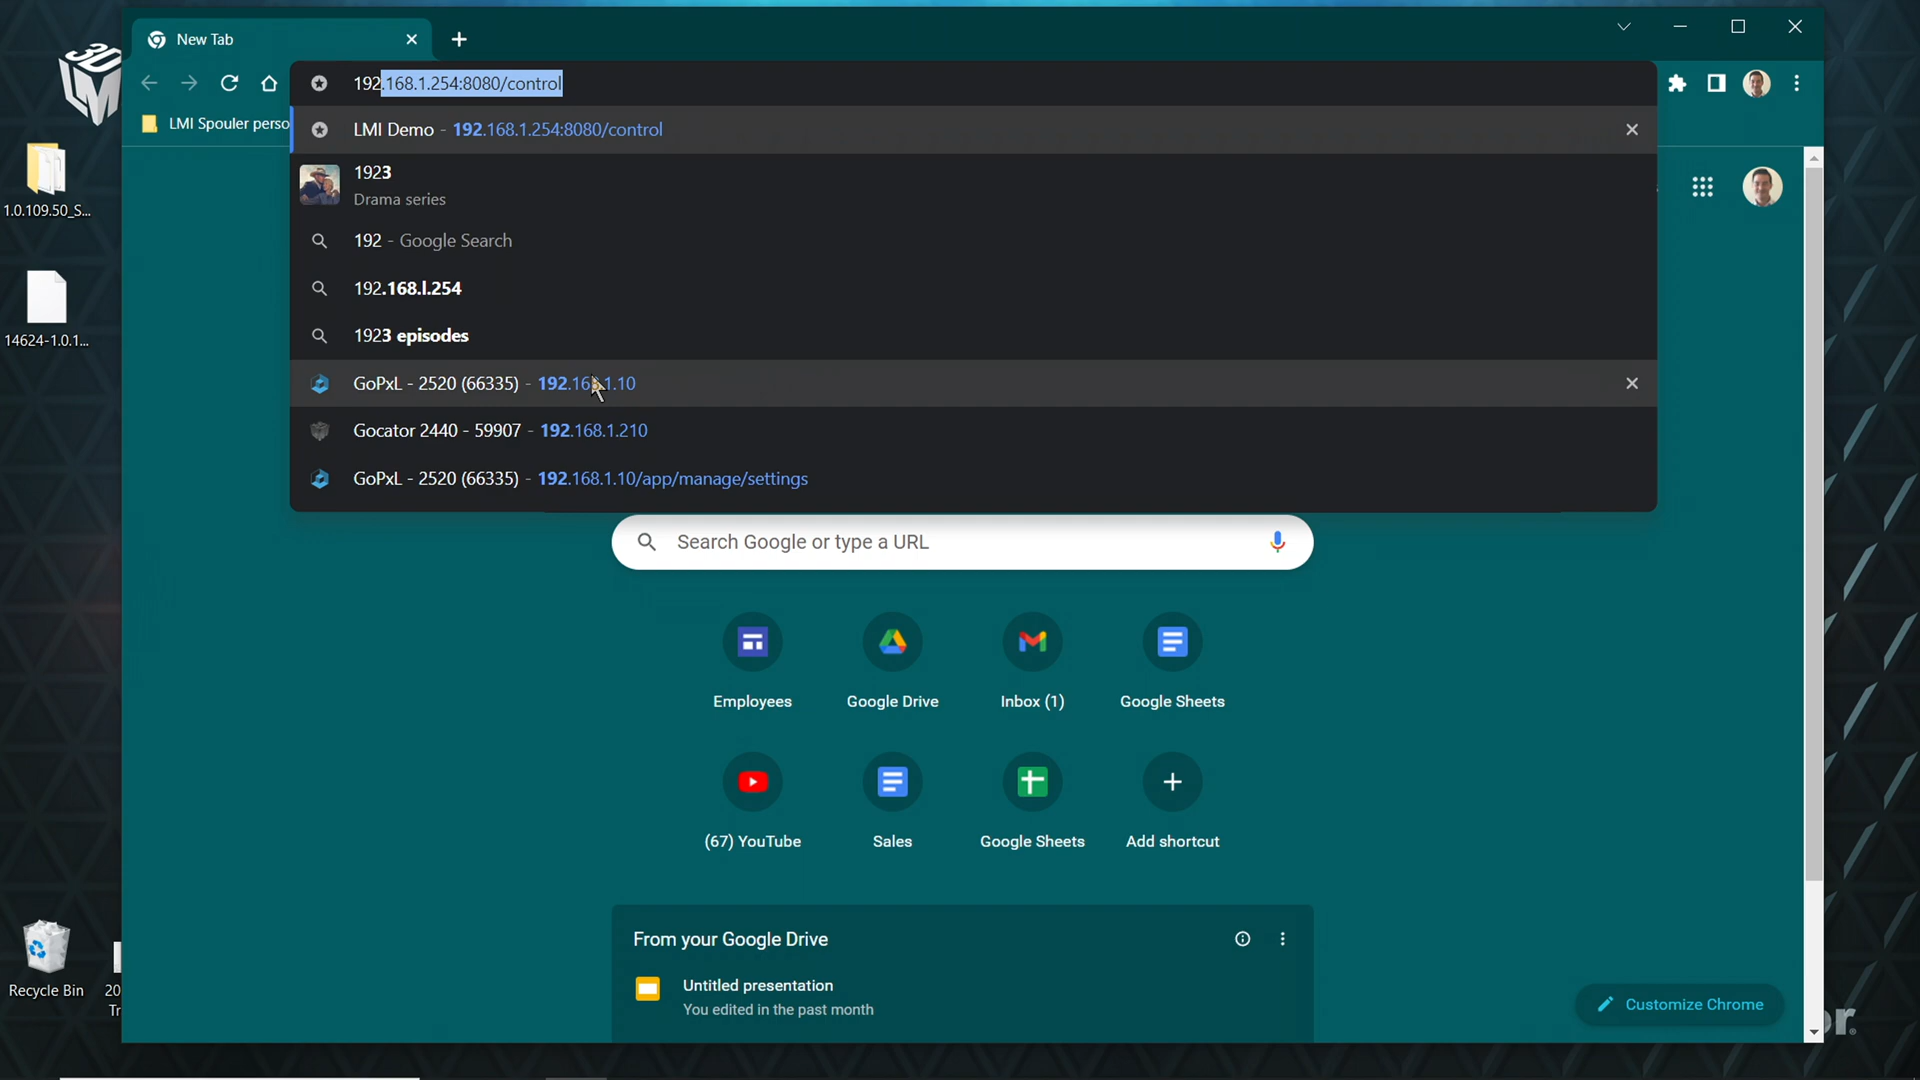 New Tab
192.168.1.254:8080/control
LMI Spouler perso
LMI Demo - 192.168.1.254:8080/control
1923
Drama series
192 - Google Search
192.168.l.254
1923 episodes
GoPxL - 2520 (66335) - 192.168.1.10
Gocator 2440 - 59907 - 192.168.1.210
GoPxL - 2520 (66335) - 192.168.1.10/app/manage/settings
Search Google or type a URL
Employees
Google Drive
Inbox (1)
Google Sheets
(67) YouTube
Sales
Google Sheets
Add shortcut
From your Google Drive
Untitled presentation
You edited in the past month
Customize Chrome
3D
LM
1.0.109.50_S...
14624-1.0.1...
Recycle Bin
20
Tr
or.